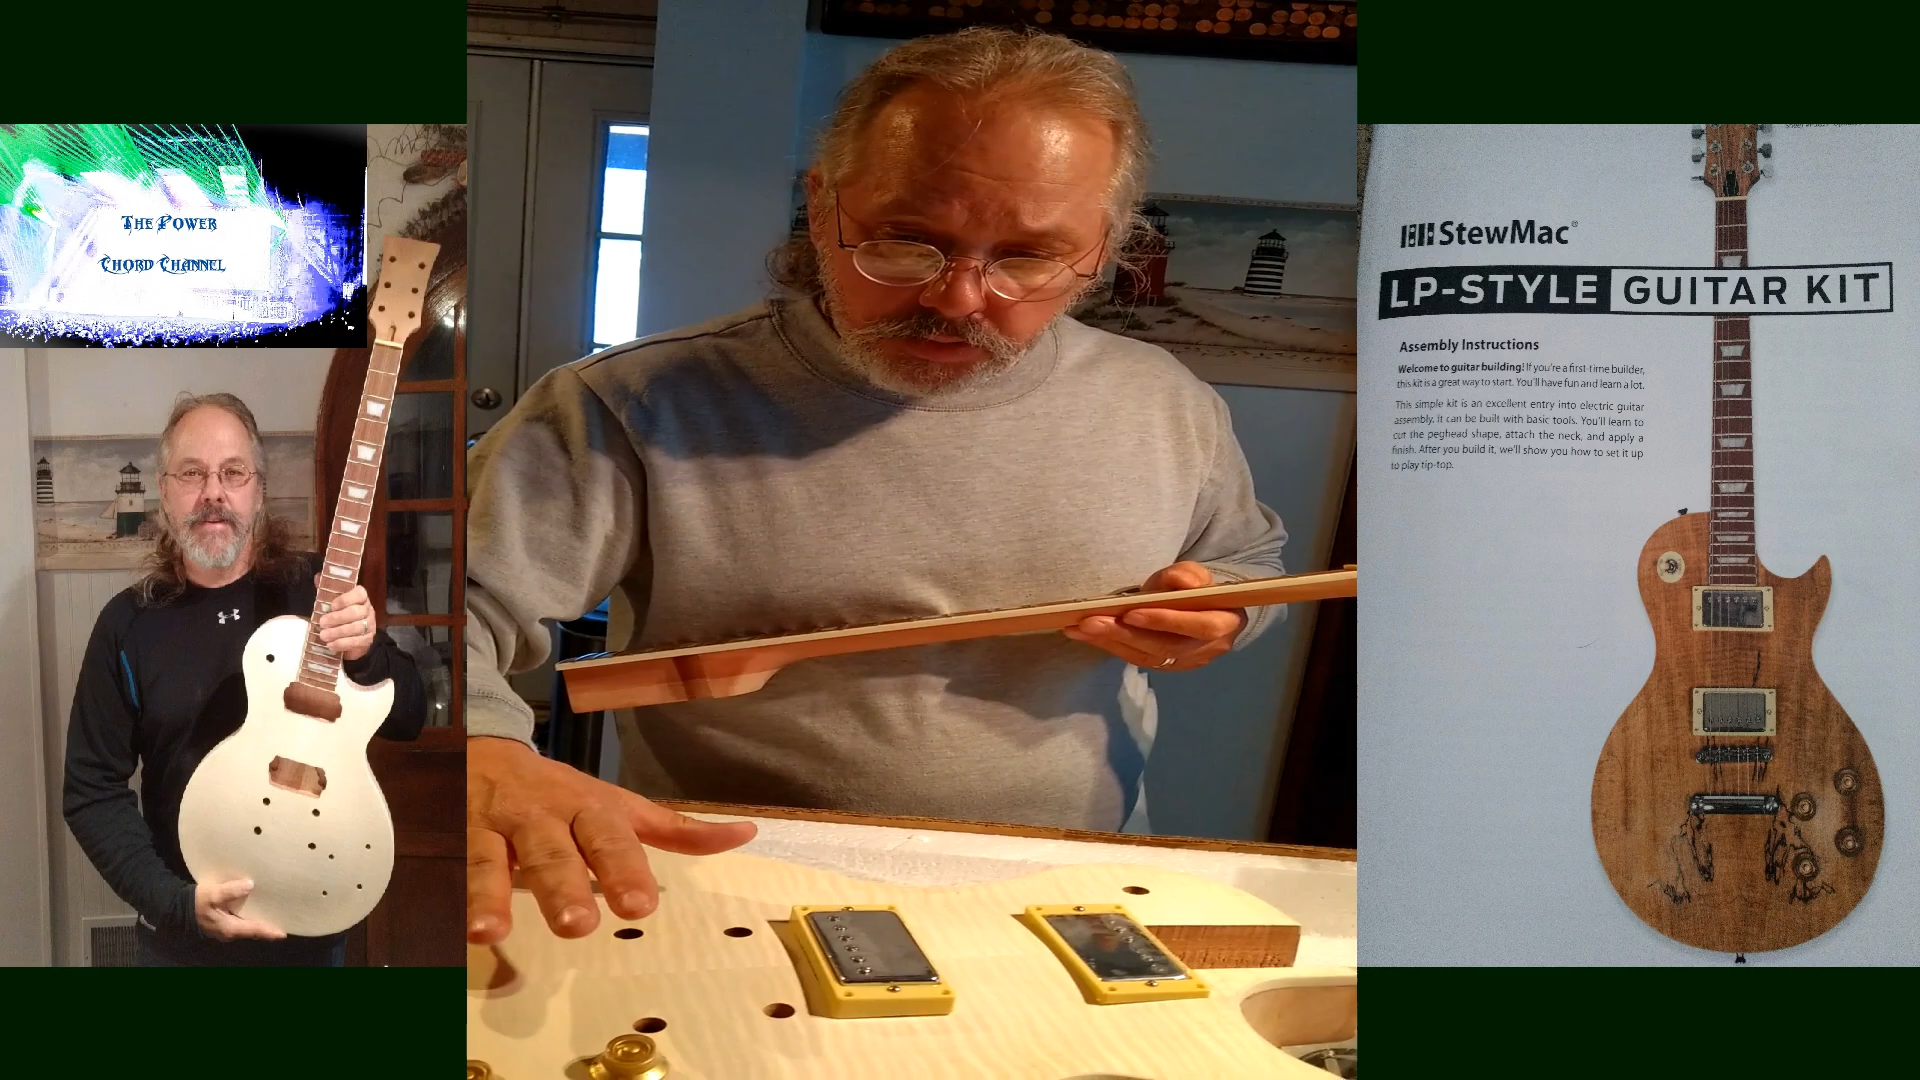 The Power
Chord Channel
StewMac®
LP-STYLE GUITAR KIT
Assembly Instructions
Welcome to guitar building! If you're a first-time builder,
this kit is a great way to start. You'll have fun and learn a lot.
This simple kit is an excellent entry into electric guitar
assembly. It can be built with basic tools. You'll learn to
cut the peghead shape, attach the neck, and apply a
finish. After you build it, we'll show you how to set it up
to play tip-top.